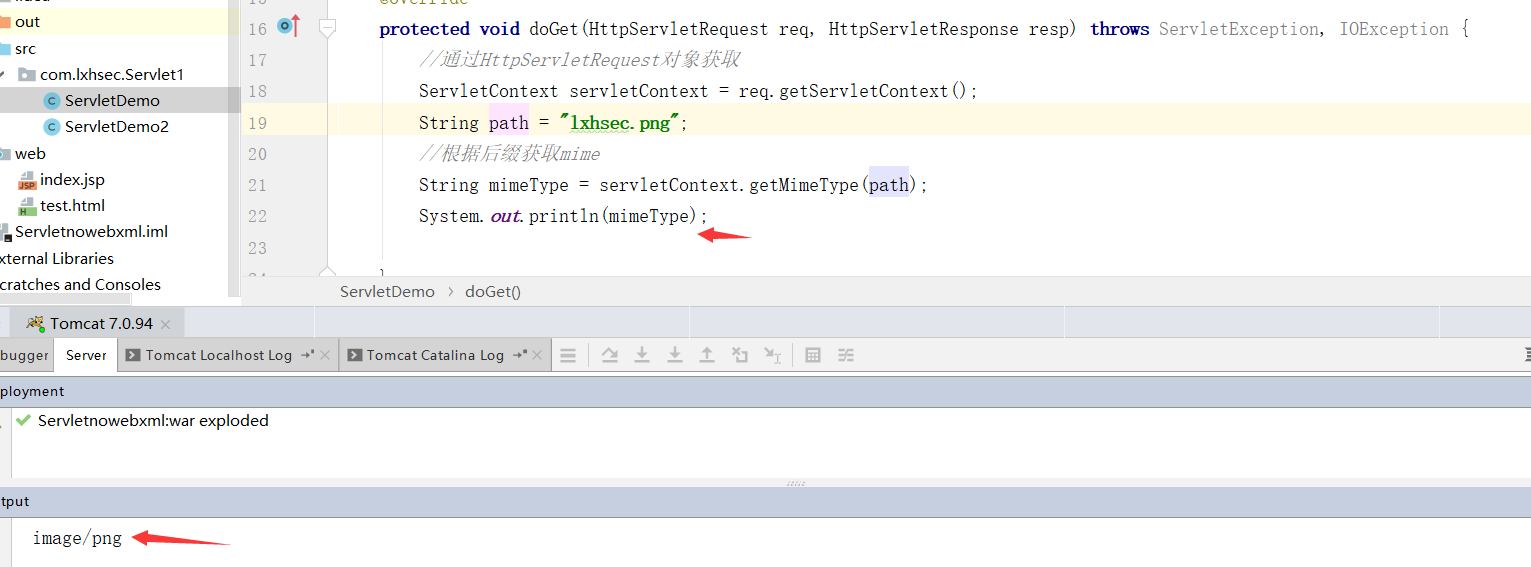 out
src
com.lxhsec.Servlet1
ServletDemo
ServletDemo2
web
index.jsp
test.html
Servletnowebxml.iml
xternal Libraries
cratches and Consoles
16 protected void doGet(HttpServletRequest req, HttpServletResponse resp) throws ServletException, IOException {
17 //通过HttpServletRequest对象获取
18 ServletContext servletContext = req.getServletContext();
19 String path = "lxhsec.png";
20 //根据后缀获取mime
21 String mimeType = servletContext.getMimeType(path);
22 System.out.println(mimeType);
23
ServletDemo › doGet()
Tomcat 7.0.94
bugger Server Tomcat Localhost Log Tomcat Catalina Log
ployment
Servletnowebxml:war exploded
tput
image/png